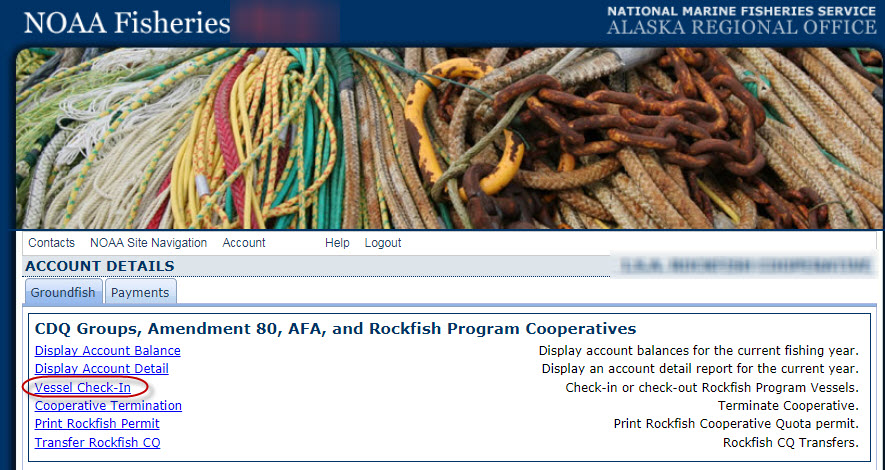 NOAA Fisheries
NATIONAL MARINE FISHERIES SERVICE
ALASKA REGIONAL OFFICE
Contacts NOAA Site Navigation Account Help Logout
ACCOUNT DETAILS
Groundfish Payments
CDQ Groups, Amendment 80, AFA, and Rockfish Program Cooperatives
Display Account Balance Display account balances for the current fishing year.
Display Account Detail Display an account detail report for the current year.
Vessel Check-In Check-in or check-out Rockfish Program Vessels.
Cooperative Termination Terminate Cooperative.
Print Rockfish Permit Print Rockfish Cooperative Quota permit.
Transfer Rockfish CQ Rockfish CQ Transfers.